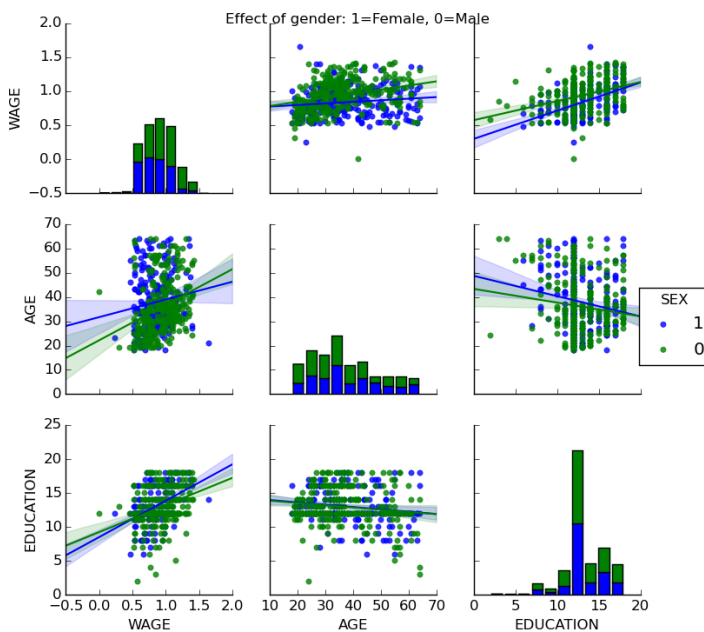 Effect of gender: 1=Female, 0=Male
2.0
1.5
1.0
0.5
0.0
−0.5
WAGE
70
60
50
40
30
20
10
0
AGE
SEX
1
0
25
20
15
10
5
0
EDUCATION
−0.5 0.0 0.5 1.0 1.5 2.0
10 20 30 40 50 60 70
0 5 10 15 20
WAGE
AGE
EDUCATION